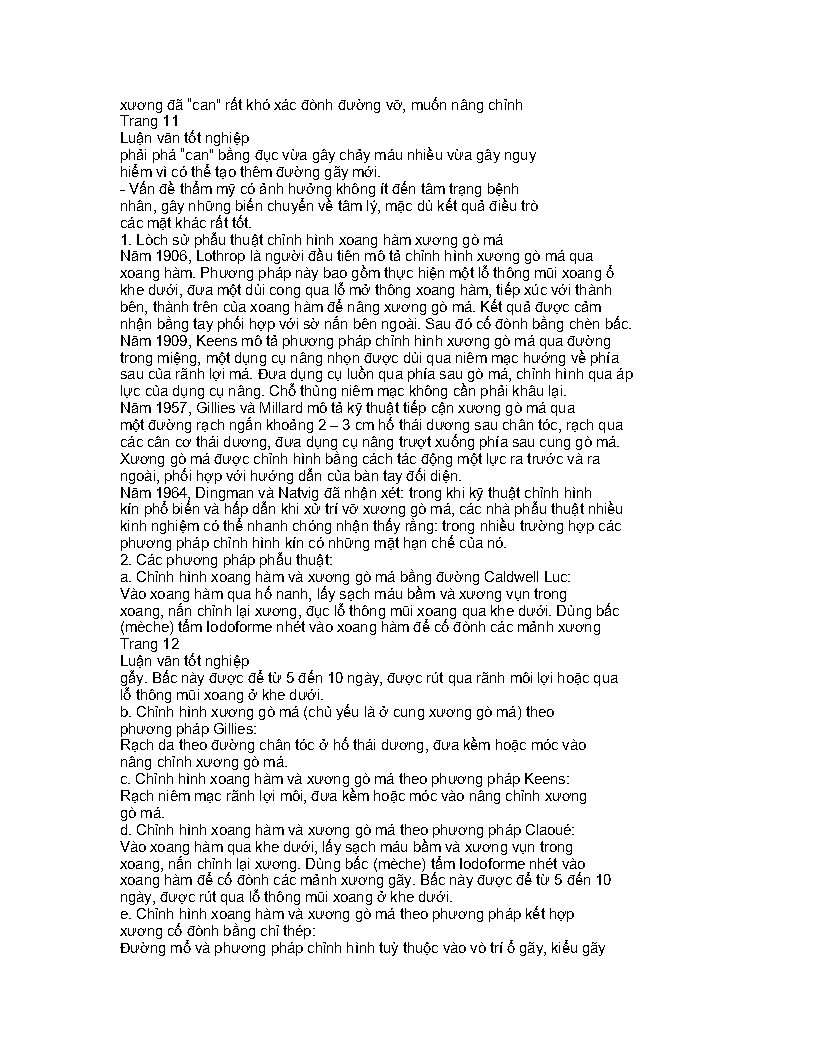 xương đã "can" rất khó xác đònh đường vỡ, muốn nâng chỉnh
Trang 11
Luận văn tốt nghiệp
phải phá "can" bằng đục vừa gây chảy máu nhiều vừa gây nguy
hiểm vì có thể tạo thêm đường gãy mới.
- Vấn đề thẩm mỹ có ảnh hưởng không ít đến tâm trạng bệnh
nhân, gây những biến chuyển về tâm lý, mặc dù kết quả điều trò
các mặt khác rất tốt.
1. Lòch sử phẫu thuật chỉnh hình xoang hàm xương gò má
Năm 1906, Lothrop là người đầu tiên mô tả chỉnh hình xương gò má qua
xoang hàm. Phương pháp này bao gồm thực hiện một lỗ thông mũi xoang ổ
khe dưới, đưa một dùi cong qua lỗ mở thông xoang hàm, tiếp xúc với thành
bên, thành trên của xoang hàm để nâng xương gò má. Kết quả được cảm
nhận bằng tay phối hợp với sờ nắn bên ngoài. Sau đó cố đònh bằng chèn bấc.
Năm 1909, Keens mô tả phương pháp chỉnh hình xương gò má qua đường
trong miệng, một dụng cụ nâng nhọn được dùi qua niêm mạc hướng về phía
sau của rãnh lợi má. Đưa dụng cụ luồn qua phía sau gò má, chỉnh hình qua áp
lực của dụng cụ nâng. Chỗ thủng niêm mạc không cần phải khâu lại.
Năm 1957, Gillies và Millard mô tả kỹ thuật tiếp cận xương gò má qua
một đường rạch ngắn khoảng 2 – 3 cm hố thái dương sau chân tóc, rạch qua
các cân cơ thái dương, đưa dụng cụ nâng trượt xuống phía sau cung gò má.
Xương gò má được chỉnh hình bằng cách tác động một lực ra trước và ra
ngoài, phối hợp với hướng dẫn của bàn tay đối diện.
Năm 1964, Dingman và Natvig đã nhận xét: trong khi kỹ thuật chỉnh hình
kín phổ biến và hấp dẫn khi xử trí vỡ xương gò má, các nhà phẫu thuật nhiều
kinh nghiệm có thể nhanh chóng nhận thấy rằng: trong nhiều trường hợp các
phương pháp chỉnh hình kín có những mặt hạn chế của nó.
2. Các phương pháp phẫu thuật:
a. Chỉnh hình xoang hàm và xương gò má bằng đường Caldwell Luc:
Vào xoang hàm qua hố nanh, lấy sạch máu bầm và xương vụn trong
xoang, nắn chỉnh lại xương, đục lỗ thông mũi xoang qua khe dưới. Dùng bấc
(mèche) tẩm Iodoforme nhét vào xoang hàm để cố đònh các mảnh xương
Trang 12
Luận văn tốt nghiệp
gẫy. Bấc này được để từ 5 đến 10 ngày, được rút qua rãnh môi lợi hoặc qua
lỗ thông mũi xoang ở khe dưới.
b. Chỉnh hình xương gò má (chủ yếu là ở cung xương gò má) theo
phương pháp Gillies:
Rạch da theo đường chân tóc ở hố thái dương, đưa kềm hoặc móc vào
nâng chỉnh xương gò má.
c. Chỉnh hình xoang hàm và xương gò má theo phương pháp Keens:
Rạch niêm mạc rãnh lợi môi, đưa kềm hoặc móc vào nâng chỉnh xương
gò má.
d. Chỉnh hình xoang hàm và xương gò má theo phương pháp Claoué:
Vào xoang hàm qua khe dưới, lấy sạch máu bầm và xương vụn trong
xoang, nấn chỉnh lại xương. Dùng bấc (mèche) tẩm Iodoforme nhét vào
xoang hàm để cố đònh các mảnh xương gãy. Bấc này được để từ 5 đến 10
ngày, được rút qua lỗ thông mũi xoang ở khe dưới.
e. Chỉnh hình xoang hàm và xương gò má theo phương pháp kết hợp
xương cố đònh bằng chỉ thép:
Đường mổ và phương pháp chỉnh hình tuỳ thuộc vào vò trí ổ gãy, kiểu gãy